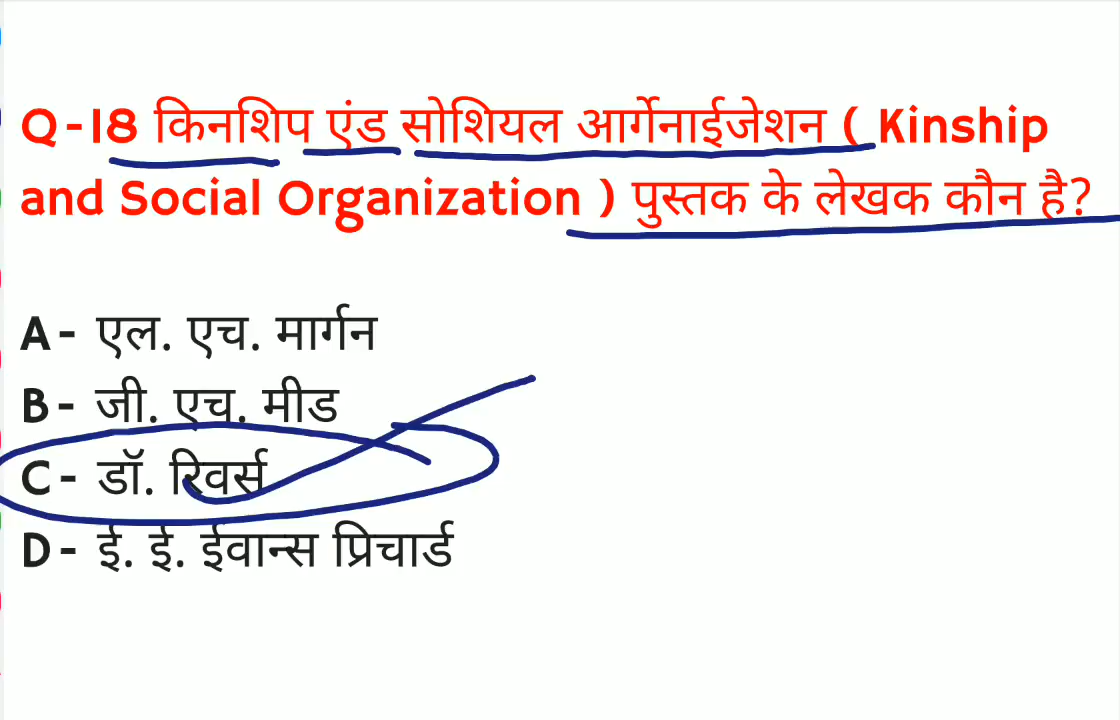 Q-18 किनशिप एंड सोशियल आर्गेनाईजेशन ( Kinship
and Social Organization ) पुस्तक के लेखक कौन है?
A- एल. एच. मार्गन
B- जी. एच. मीड
C- डॉ. रिवर्स
D- ई. ई. ईवान्स प्रिचार्ड